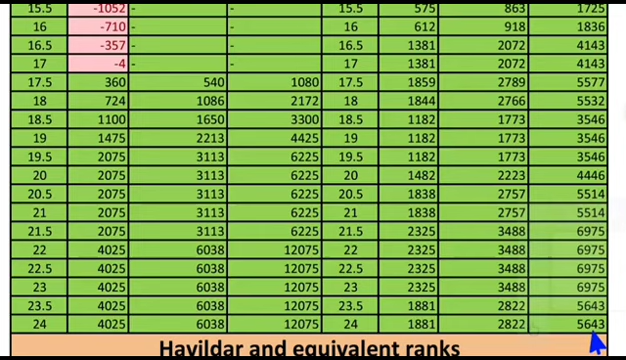 15.5 -1052 - - 15.5 575 863 1725
16 -710 - - 16 612 918 1836
16.5 -357 - - 16.5 1381 2072 4143
17 -4 - - 17 1381 2072 4143
17.5 360 540 1080 17.5 1859 2789 5577
18 724 1086 2172 18 1844 2766 5532
18.5 1100 1650 3300 18.5 1182 1773 3546
19 1475 2213 4425 19 1182 1773 3546
19.5 2075 3113 6225 19.5 1182 1773 3546
20 2075 3113 6225 20 1482 2223 4446
20.5 2075 3113 6225 20.5 1838 2757 5514
21 2075 3113 6225 21 1838 2757 5514
21.5 2075 3113 6225 21.5 2325 3488 6975
22 4025 6038 12075 22 2325 3488 6975
22.5 4025 6038 12075 22.5 2325 3488 6975
23 4025 6038 12075 23 2325 3488 6975
23.5 4025 6038 12075 23.5 1881 2822 5643
24 4025 6038 12075 24 1881 2822 5643
Havildar and equivalent ranks